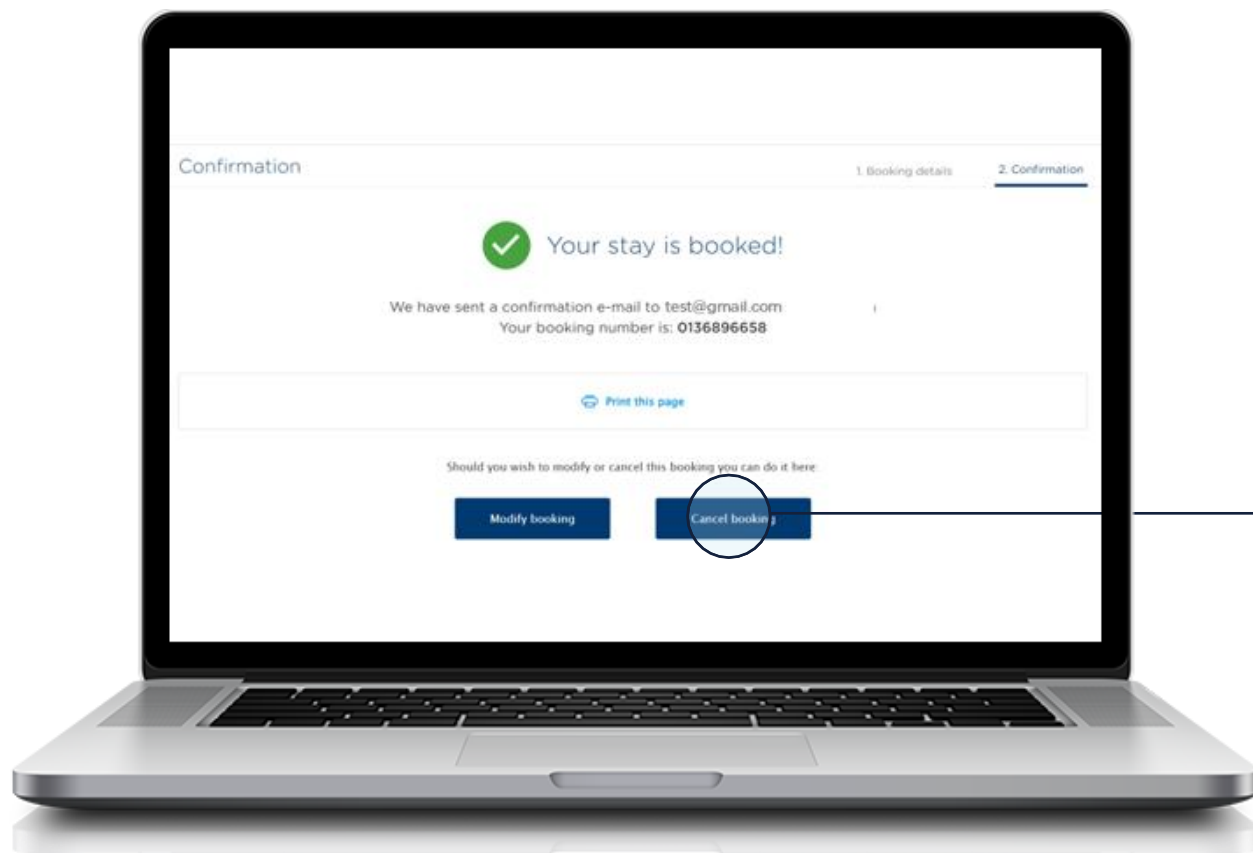 Confirmation
1. Booking details
2. Confirmation
Your stay is booked!
We have sent a confirmation e-mail to test@gmail.com
Your booking number is: 0136896658
Print this page
Should you wish to modify or cancel this booking you can do it here:
Modify booking
Cancel booking